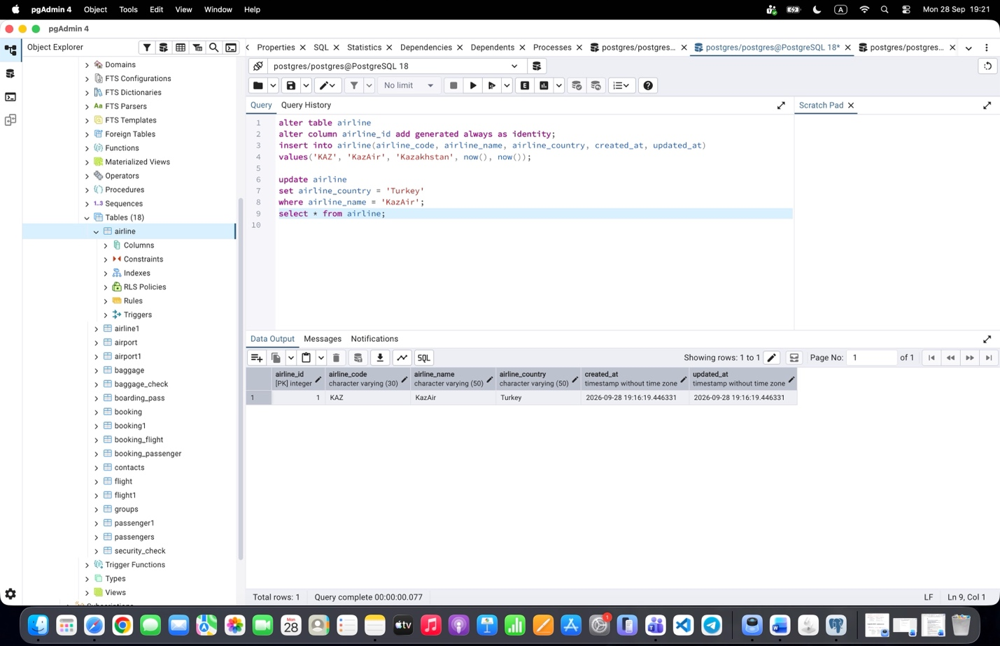 pgAdmin 4 Object Tools Edit View Window Help A Mon 28 Sep 19:21
pgAdmin 4
Object Explorer
Properties SQL Statistics Dependencies Dependents Processes postgres/postgres... postgres/postgres@PostgreSQL 18* postgres/postgres...
postgres/postgres@PostgreSQL 18
No limit E
Query Query History Scratch Pad
1 alter table airline
2 alter column airline_id add generated always as identity;
3 insert into airline(airline_code, airline_name, airline_country, created_at, updated_at)
4 values('KAZ', 'KazAir', 'Kazakhstan', now(), now());
5
6 update airline
7 set airline_country = 'Turkey'
8 where airline_name = 'KazAir';
9 select * from airline;
10
Domains
FTS Configurations
FTS Dictionaries
Aa FTS Parsers
FTS Templates
Foreign Tables
Functions
Materialized Views
Operators
Procedures
1..3 Sequences
Tables (18)
airline
Columns
Constraints
Indexes
RLS Policies
Rules
Triggers
airline1
airport
airport1
baggage
baggage_check
boarding_pass
booking
booking1
booking_flight
booking_passenger
contacts
flight
flight1
groups
passenger1
passengers
security_check
Trigger Functions
Types
Views
Subscriptions
Data Output Messages Notifications
SQL Showing rows: 1 to 1 Page No: 1 of 1
airline_id airline_code airline_name airline_country created_at updated_at
[PK] integer character varying (30) character varying (50) character varying (50) timestamp without time zone timestamp without time zone
1 1 KAZ KazAir Turkey 2026-09-28 19:16:19.446331 2026-09-28 19:16:19.446331
Total rows: 1 Query complete 00:00:00.077 LF Ln 9, Col 1
Mon
28
tv
1